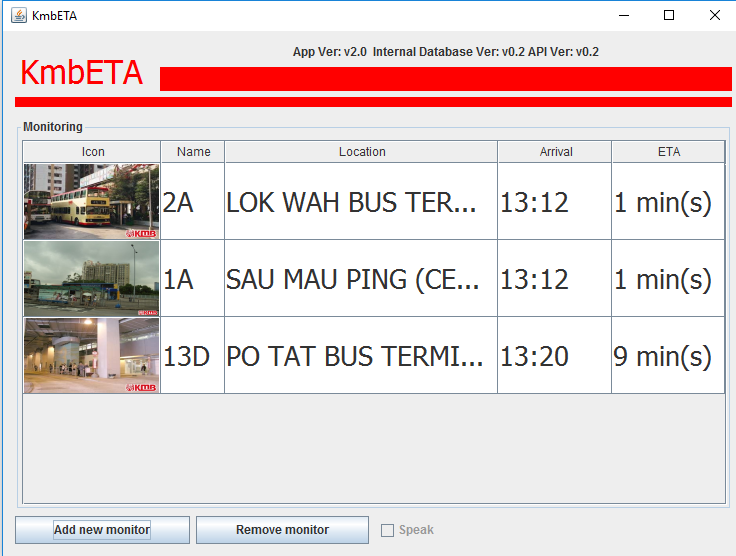 KmbETA
App Ver: v2.0 Internal Database Ver: v0.2 API Ver: v0.2
KmbETA
Monitoring
Icon Name Location Arrival ETA
KMB 2A LOK WAH BUS TER... 13:12 1 min(s)
1A SAU MAU PING (CE... 13:12 1 min(s)
KMB 13D PO TAT BUS TERMI... 13:20 9 min(s)
Add new monitor Remove monitor Speak